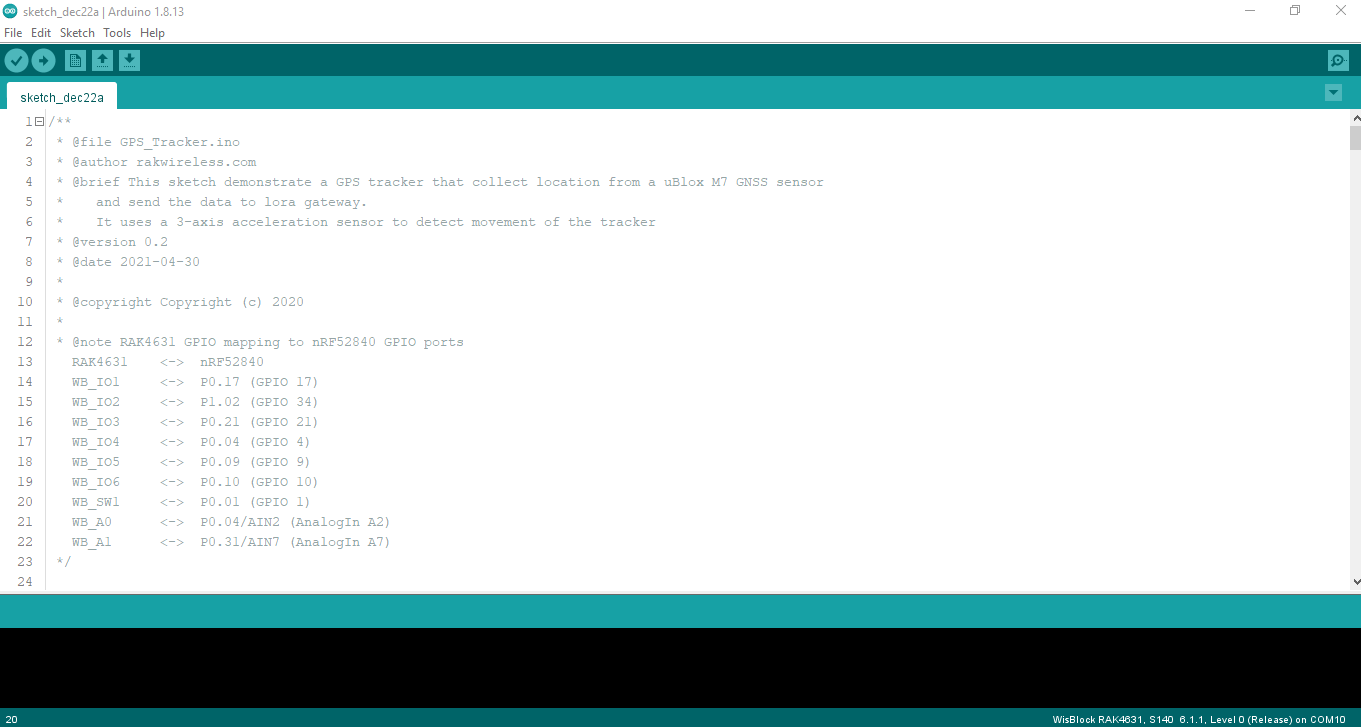 sketch_dec22a | Arduino 1.8.13
File Edit Sketch Tools Help
sketch_dec22a
1 /**
2 * @file GPS_Tracker.ino
3 * @author rakwireless.com
4 * @brief This sketch demonstrate a GPS tracker that collect location from a uBlox M7 GNSS sensor
5 * and send the data to lora gateway.
6 * It uses a 3-axis acceleration sensor to detect movement of the tracker
7 * @version 0.2
8 * @date 2021-04-30
9 *
10 * @copyright Copyright (c) 2020
11 *
12 * @note RAK4631 GPIO mapping to nRF52840 GPIO ports
13 RAK4631 <-> nRF52840
14 WB_IO1 <-> P0.17 (GPIO 17)
15 WB_IO2 <-> P1.02 (GPIO 34)
16 WB_IO3 <-> P0.21 (GPIO 21)
17 WB_IO4 <-> P0.04 (GPIO 4)
18 WB_IO5 <-> P0.09 (GPIO 9)
19 WB_IO6 <-> P0.10 (GPIO 10)
20 WB_SW1 <-> P0.01 (GPIO 1)
21 WB_A0 <-> P0.04/AIN2 (AnalogIn A2)
22 WB_A1 <-> P0.31/AIN7 (AnalogIn A7)
23 */
24
20 WisBlock RAK4631, S140 6.1.1, Level 0 (Release) on COM10